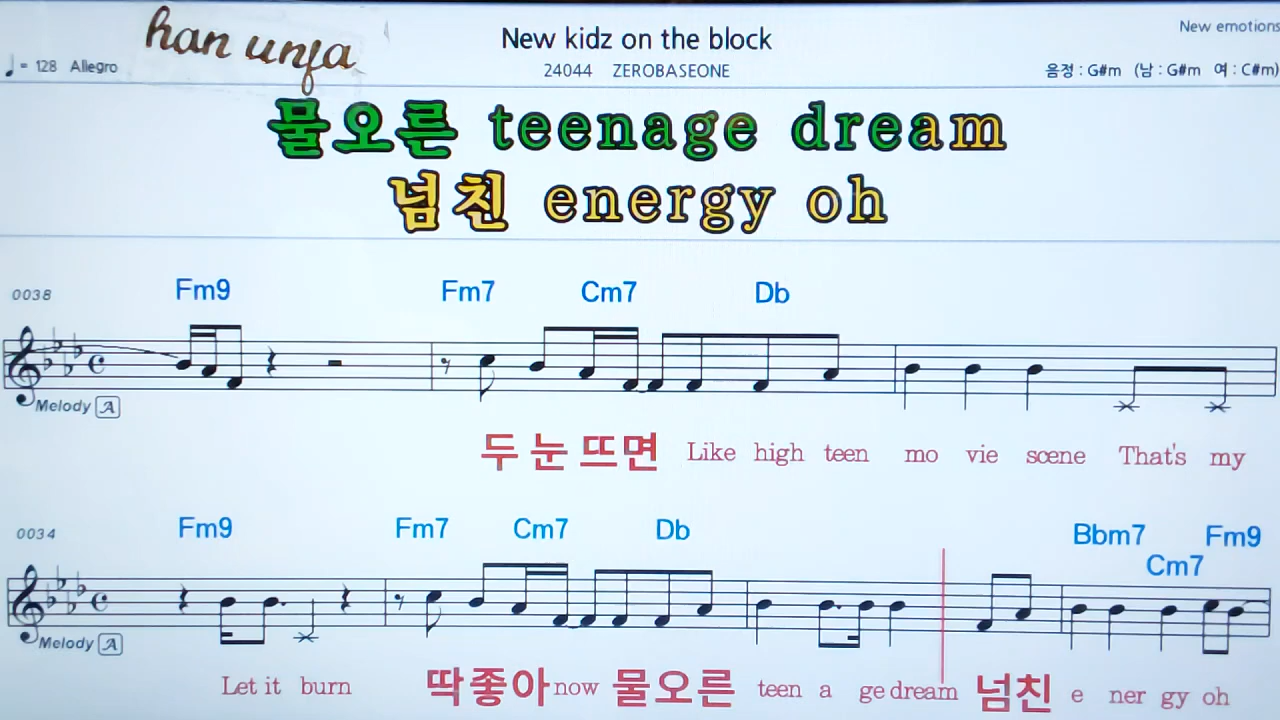 han unfa
New kidz on the block
New emotions
♩= 128 Allegro
24044 ZEROBASEONE
음정 : G#m (남 : G#m 여 : C#m)
물오른 teenage dream
넘친 energy oh
0038 Fm9 Fm7 Cm7 Db
Melody A
두 눈 뜨면 Like high teen mo vie scene That's my
0034 Fm9 Fm7 Cm7 Db Bbm7 Fm9
Cm7
Melody A
Let it burn 딱좋아 now 물오른 teen a ge dream 넘친 e ner gy oh